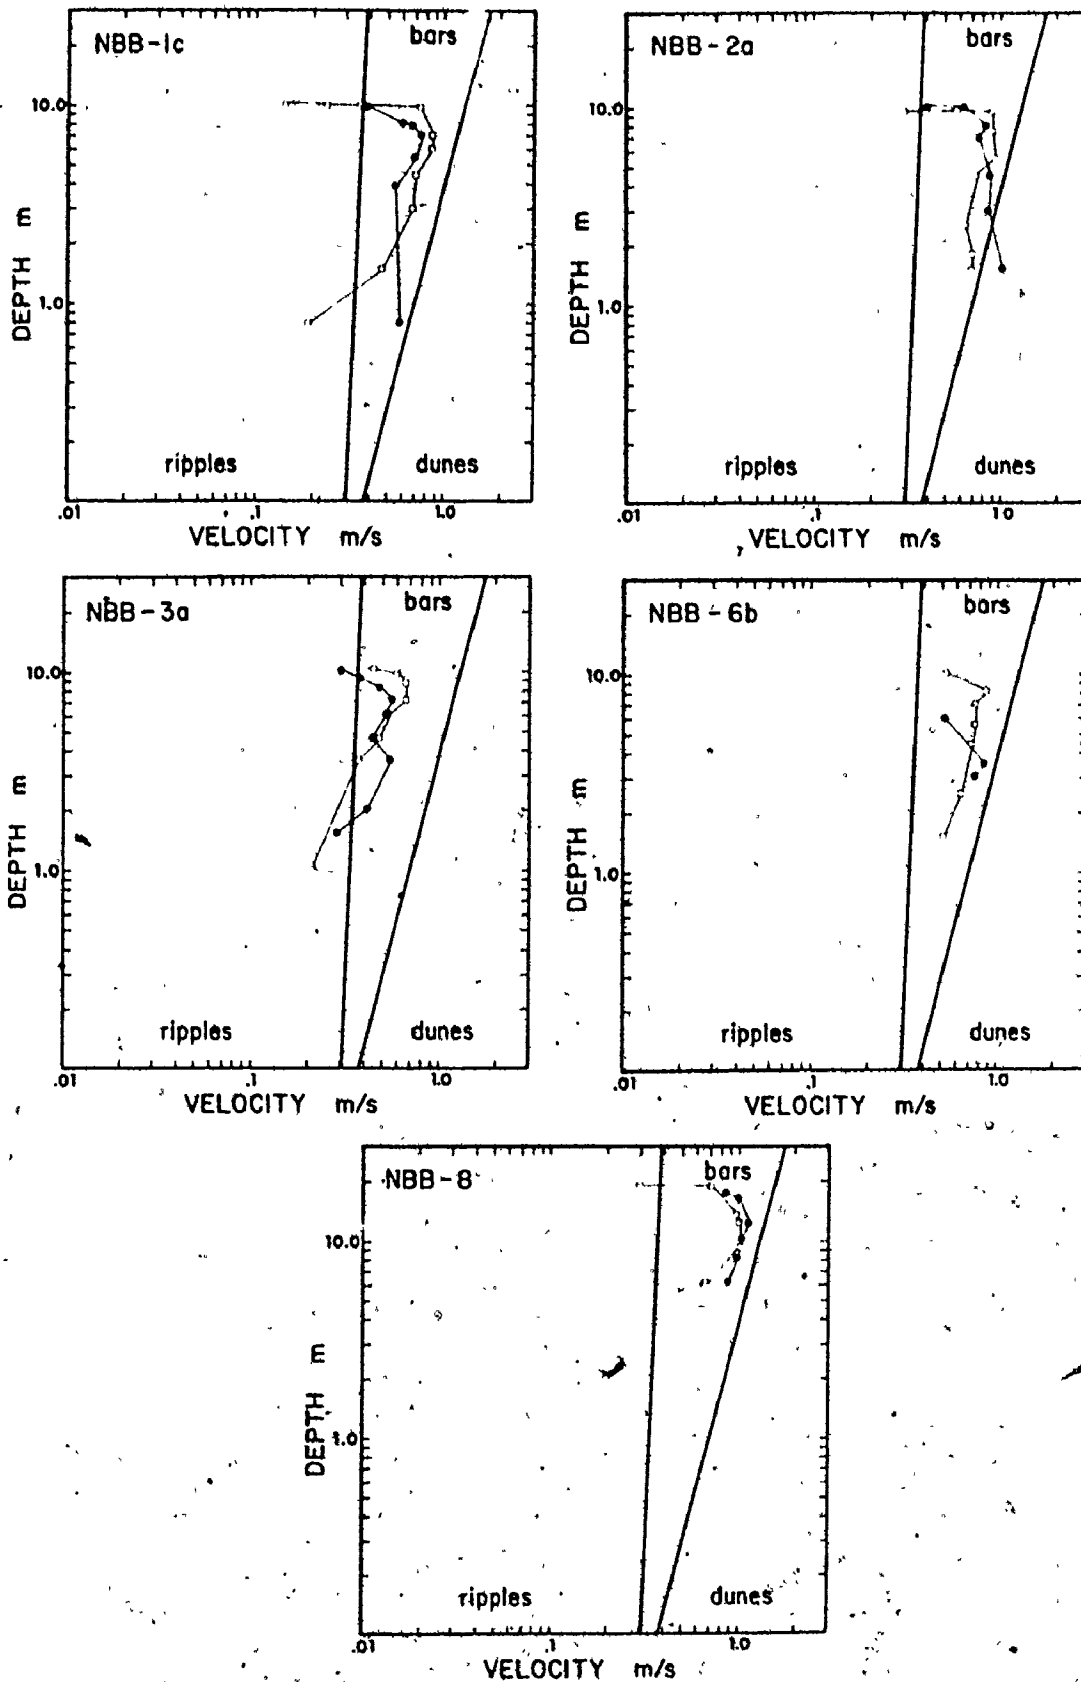 NBB-1c
bars
10.0
1.0
DEPTH m
ripples
dunes
.01
.1
1.0
VELOCITY m/s
NBB-2a
bars
10.0
1.0
DEPTH m
ripples
dunes
.01
.1
1.0
VELOCITY m/s
NBB-3a
bars
10.0
1.0
DEPTH m
ripples
dunes
.01
.1
1.0
VELOCITY m/s
NBB-6b
bars
10.0
1.0
DEPTH m
ripples
dunes
.01
.1
1.0
VELOCITY m/s
NBB-8
bars
10.0
1.0
DEPTH m
ripples
dunes
.01
.1
1.0
VELOCITY m/s